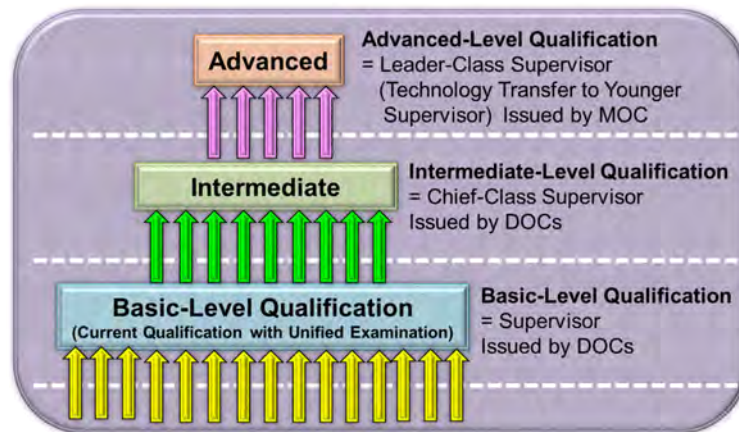 Advanced
Advanced-Level Qualification
= Leader-Class Supervisor
(Technology Transfer to Younger
Supervisor) Issued by MOC
Intermediate
Intermediate-Level Qualification
= Chief-Class Supervisor
Issued by DOCs
Basic-Level Qualification
(Current Qualification with Unified Examination)
Basic-Level Qualification
= Supervisor
Issued by DOCs